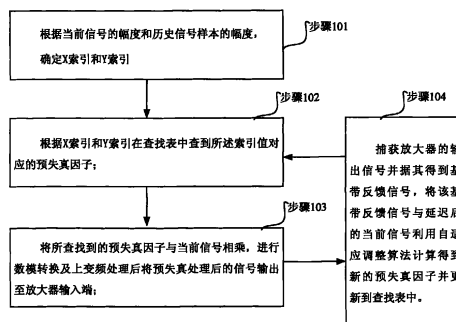 步骤101
根据当前信号的幅度和历史信号样本的幅度，
确定X索引和Y索引
步骤102
根据X索引和Y索引在查找表中查到所述索引值对
应的预失真因子；
步骤103
将所查找到的预失真因子与当前信号相乘，进行
数模转换及上变频处理后将预失真处理后的信号输出
至放大器输入端；
步骤104
捕获放大器的输
出信号并据其得到基
带反馈信号，将该基
带反馈信号与延迟后
的当前信号利用自适
应调整算法计算得到
新的预失真因子并更
新到查找表中。